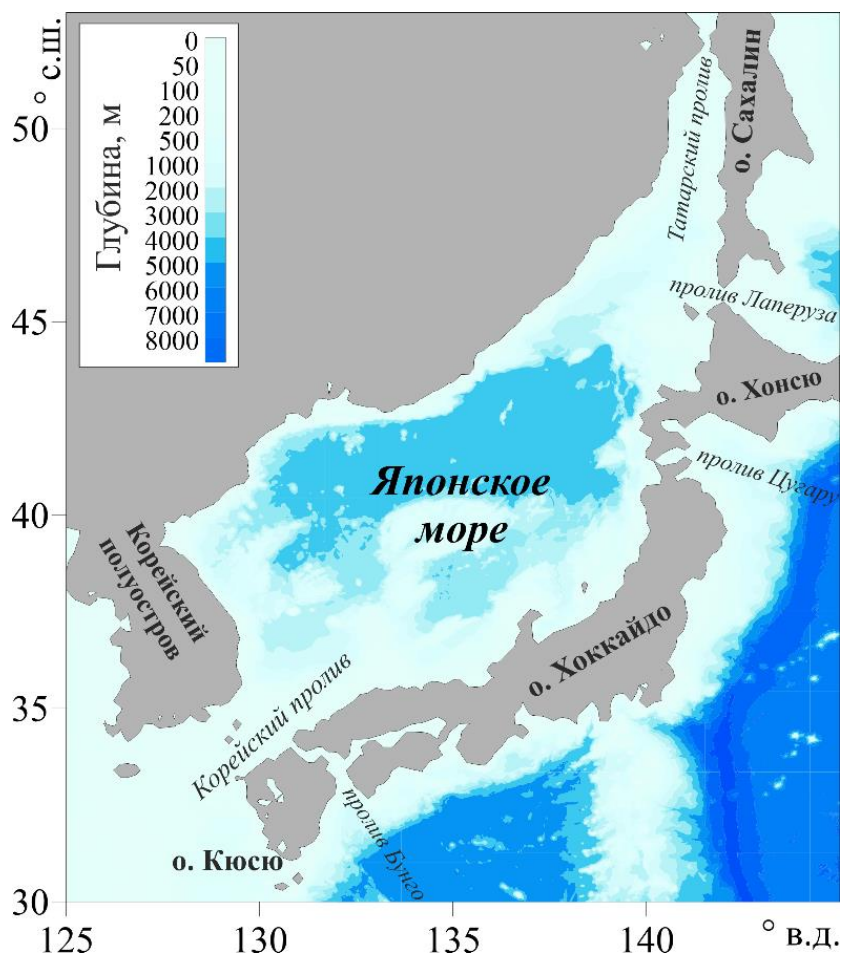 ° с.ш.
50
45
40
35
30
Глубина, м
0
50
100
200
500
1000
2000
3000
4000
5000
6000
7000
8000
Татарский пролив
о. Сахалин
пролив Лаперуза
о. Хонсю
пролив Цугару
Японское
море
Корейский
полуостров
о. Хоккайдо
Корейский пролив
пролив Бунго
о. Кюсю
125
130
135
140
° в.д.